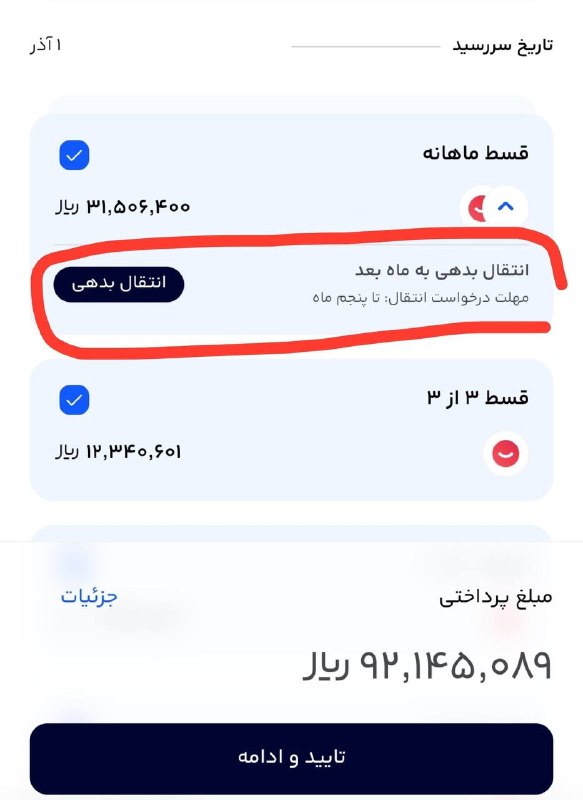 تاریخ سررسید ۱ آذر
قسط ماهانه
۳۱,۵۰۶,۴۰۰ ریال
انتقال بدهی به ماه بعد
مهلت درخواست انتقال: تا پنجم ماه
انتقال بدهی
قسط ۳ از ۳
۱۲,۳۴۰,۶۰۱ ریال
مبلغ پرداختی جزئیات
۹۲,۱۴۵,۰۸۹ ریال
تایید و ادامه